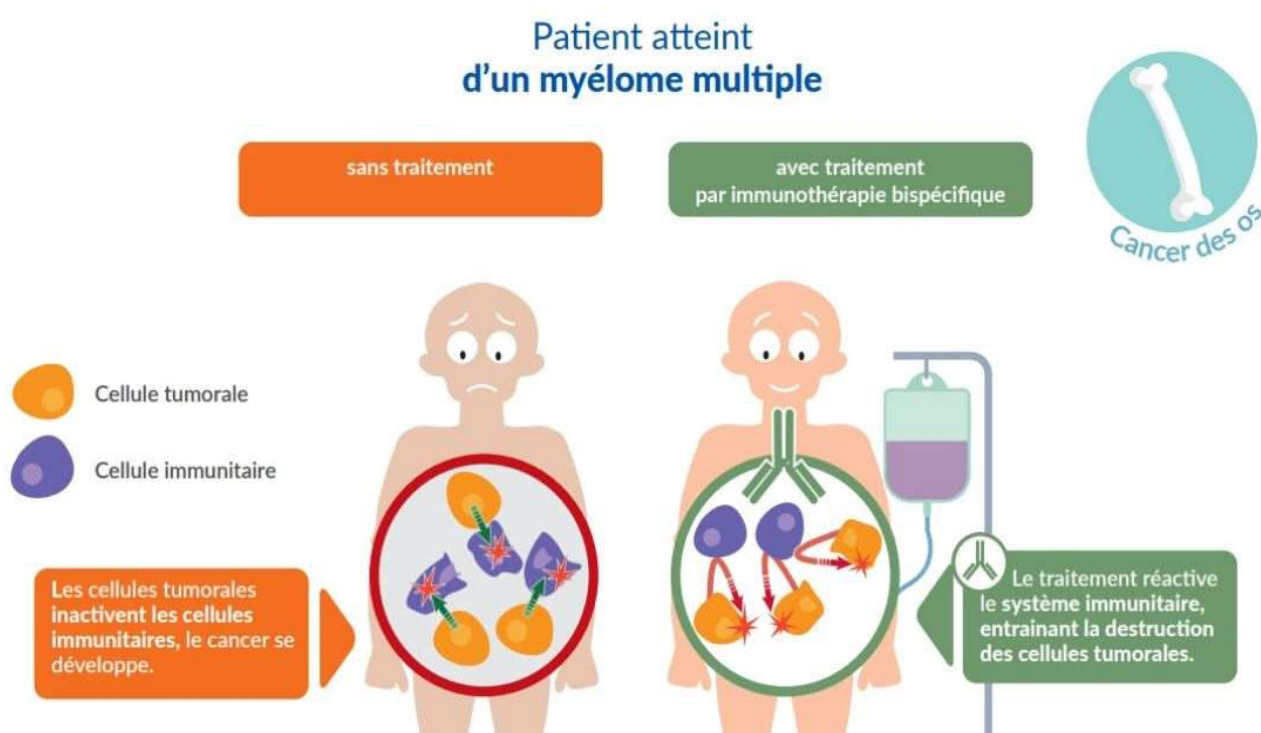 Patient atteint
d'un myélome multiple
sans traitement
avec traitement
par immunothérapie bispécifique
Cancer des os
Cellule tumorale
Cellule immunitaire
Les cellules tumorales
inactivent les cellules
immunitaires, le cancer se
développe.
Le traitement réactive
le système immunitaire,
entrainant la destruction
des cellules tumorales.